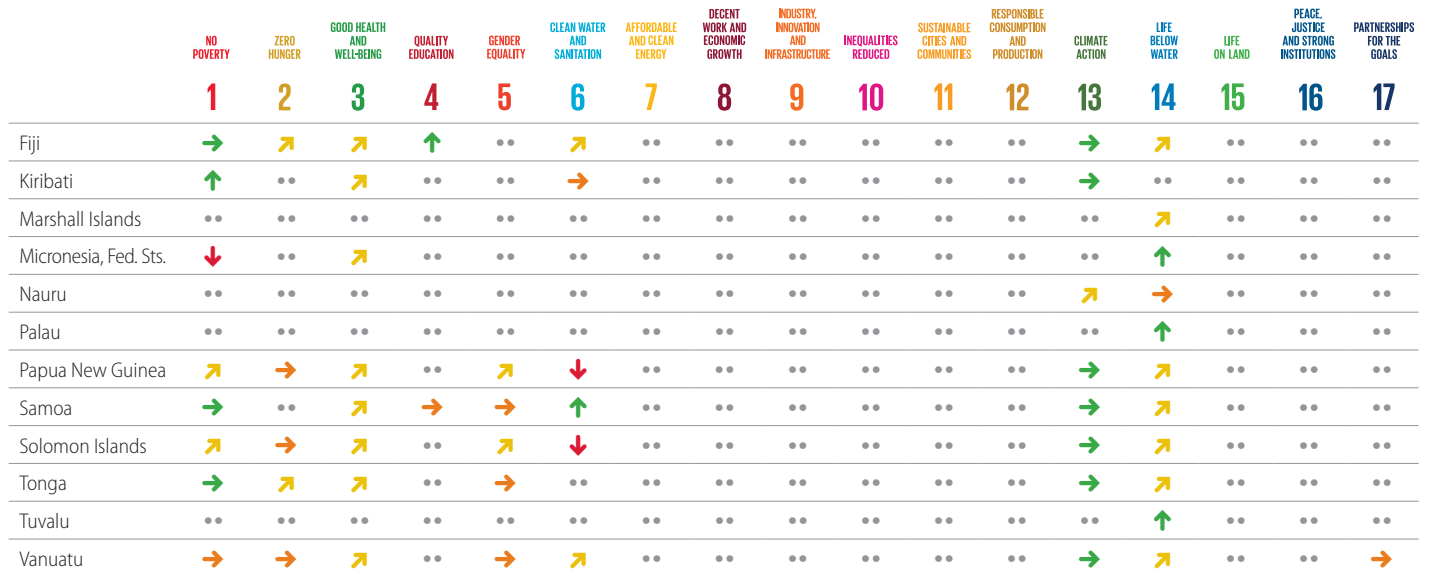 NO
POVERTY
ZERO
HUNGER
GOOD HEALTH
AND
WELL-BEING
QUALITY
EDUCATION
GENDER
EQUALITY
CLEAN WATER
AND
SANITATION
AFFORDABLE
AND CLEAN
ENERGY
DECENT
WORK AND
ECONOMIC
GROWTH
INDUSTRY,
INNOVATION
AND
INFRASTRUCTURE
INEQUALITIES
REDUCED
SUSTAINABLE
CITIES AND
COMMUNITIES
RESPONSIBLE
CONSUMPTION
AND
PRODUCTION
CLIMATE
ACTION
LIFE
BELOW
WATER
LIFE
ON LAND
PEACE,
JUSTICE
AND STRONG
INSTITUTIONS
PARTNERSHIPS
FOR THE
GOALS
1 2 3 4 5 6 7 8 9 10 11 12 13 14 15 16 17
Fiji
Kiribati
Marshall Islands
Micronesia, Fed. Sts.
Nauru
Palau
Papua New Guinea
Samoa
Solomon Islands
Tonga
Tuvalu
Vanuatu